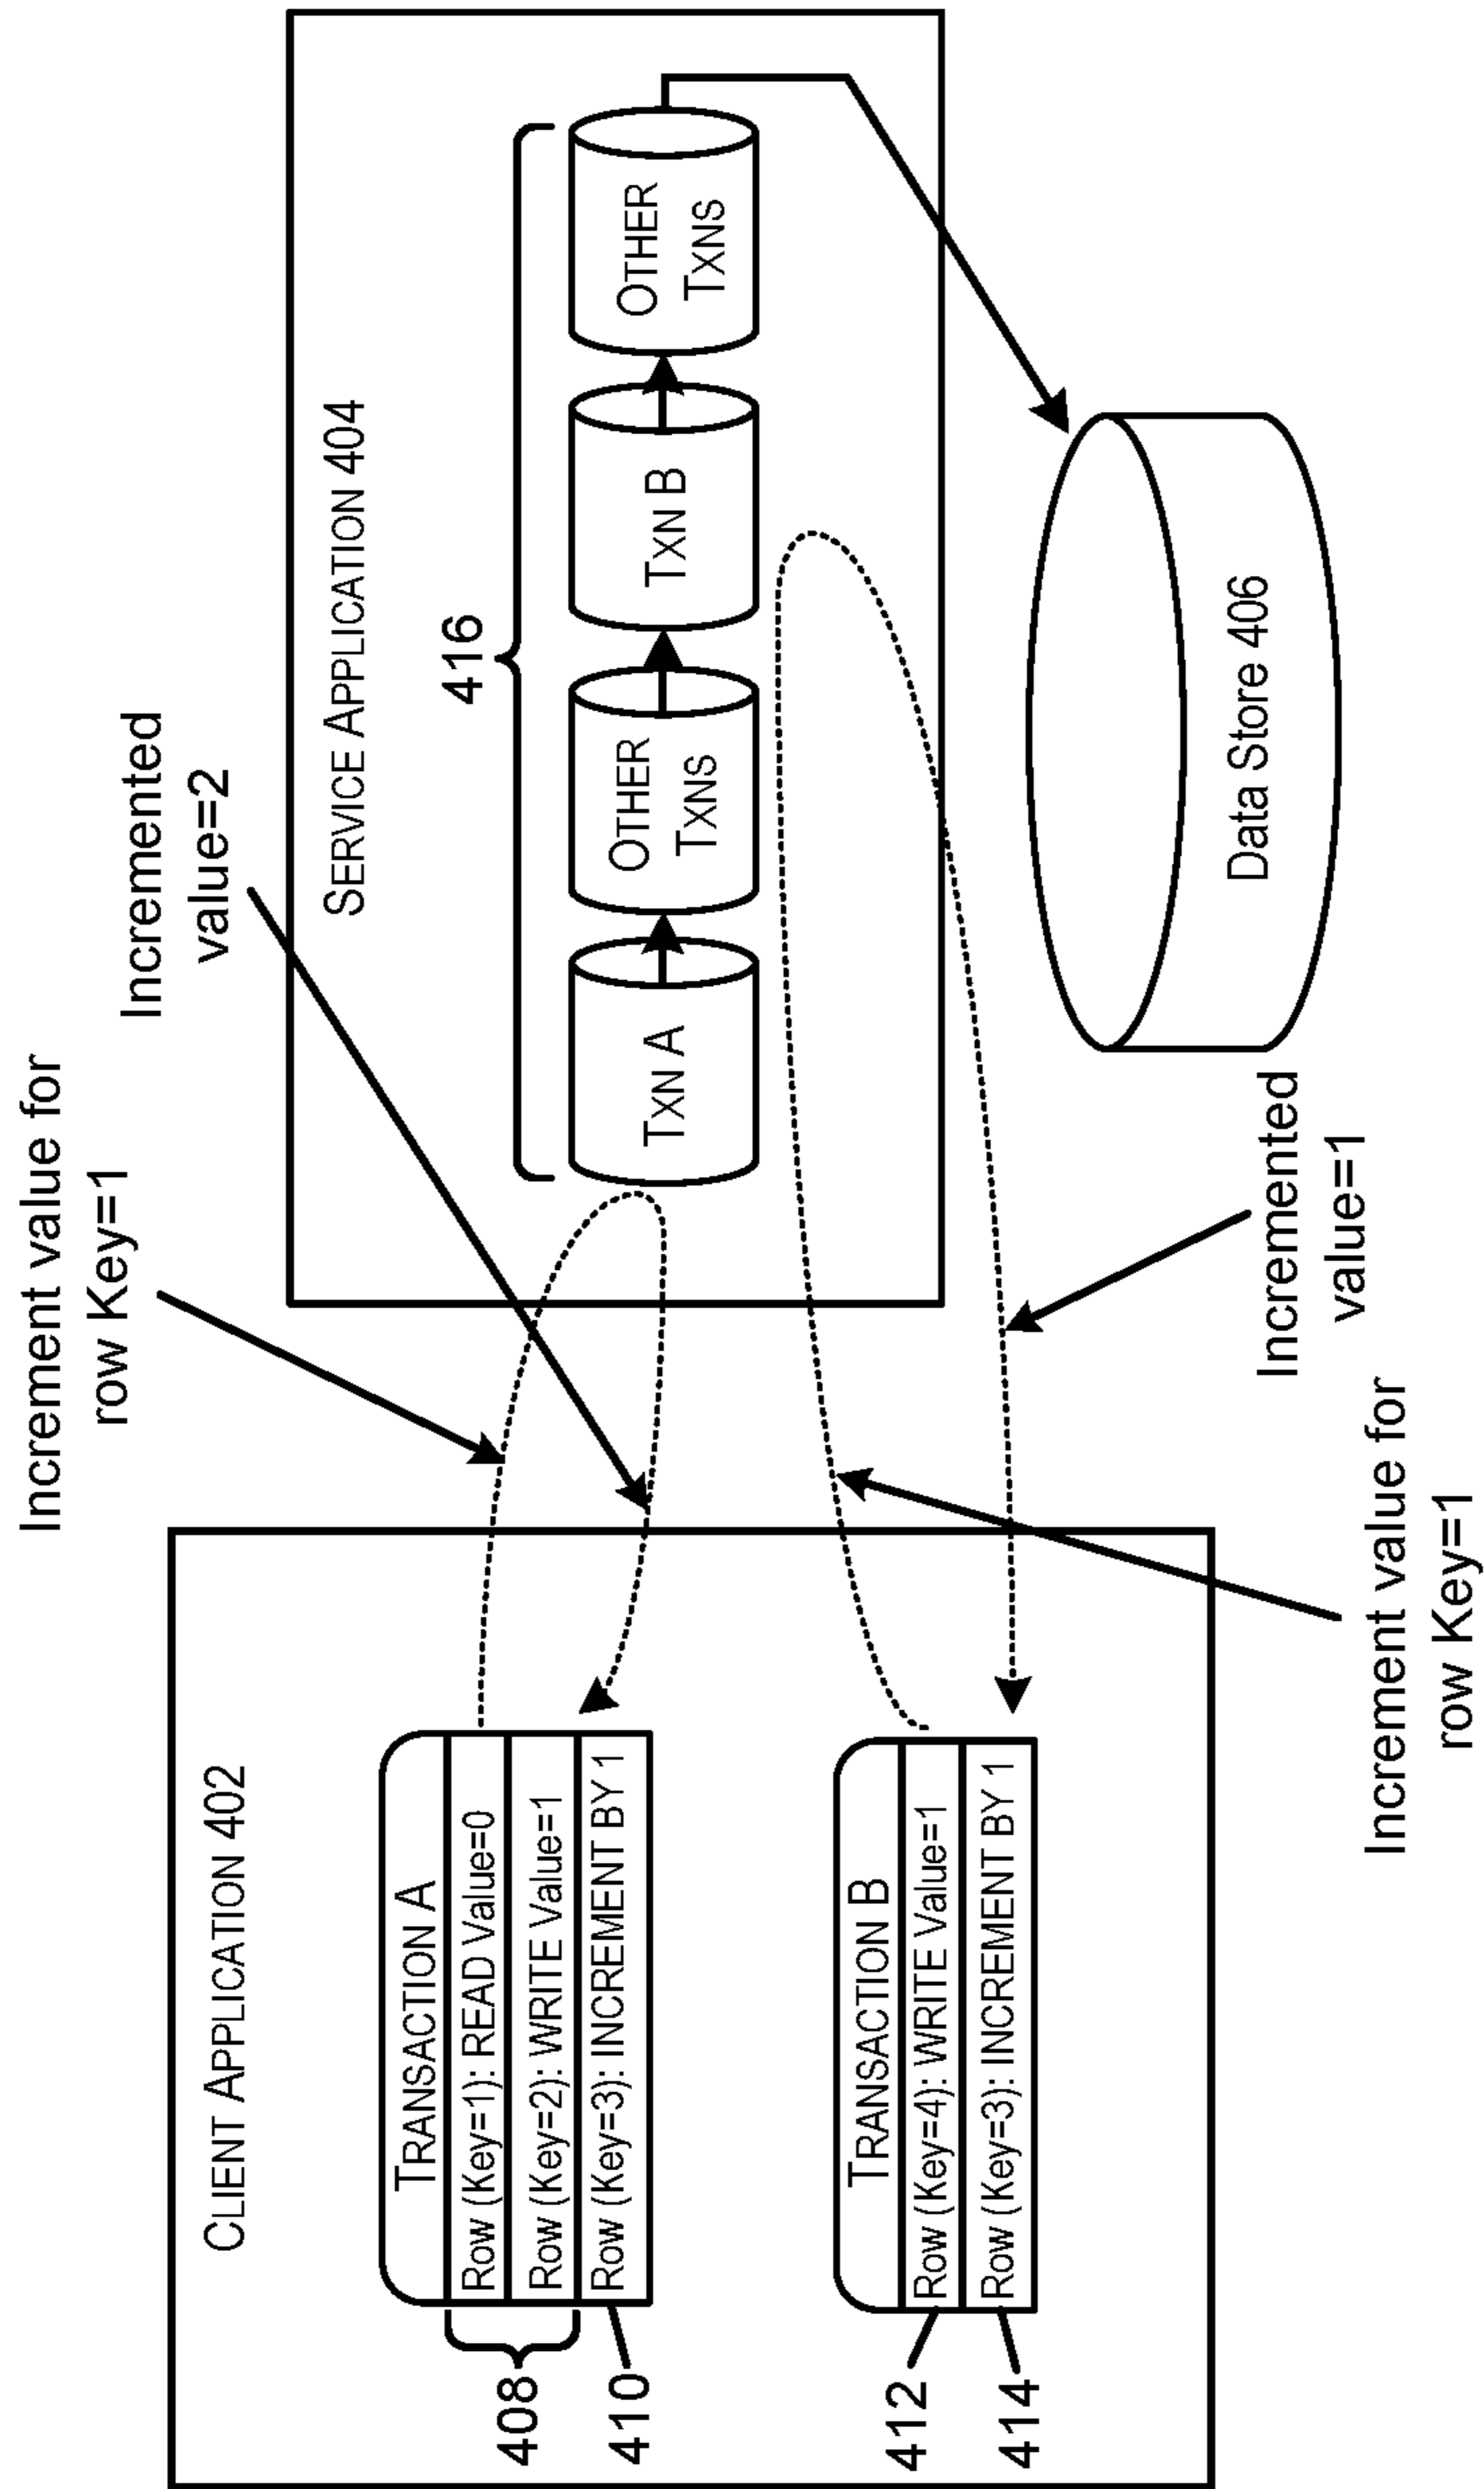 Increment value for
row Key=1
Incremented
value=2
CLIENT APPLICATION 402
TRANSACTION A
Row (Key=1): READ Value=0
Row (Key=2): WRITE Value=1
Row (Key=3): INCREMENT BY 1
408
410
TRANSACTION B
Row (Key=4): WRITE Value=1
Row (Key=3): INCREMENT BY 1
412
414
SERVICE APPLICATION 404
416
TXN A
OTHER
TXNS
TXN B
OTHER
TXNS
Data Store 406
Incremented
value=1
Increment value for
row Key=1